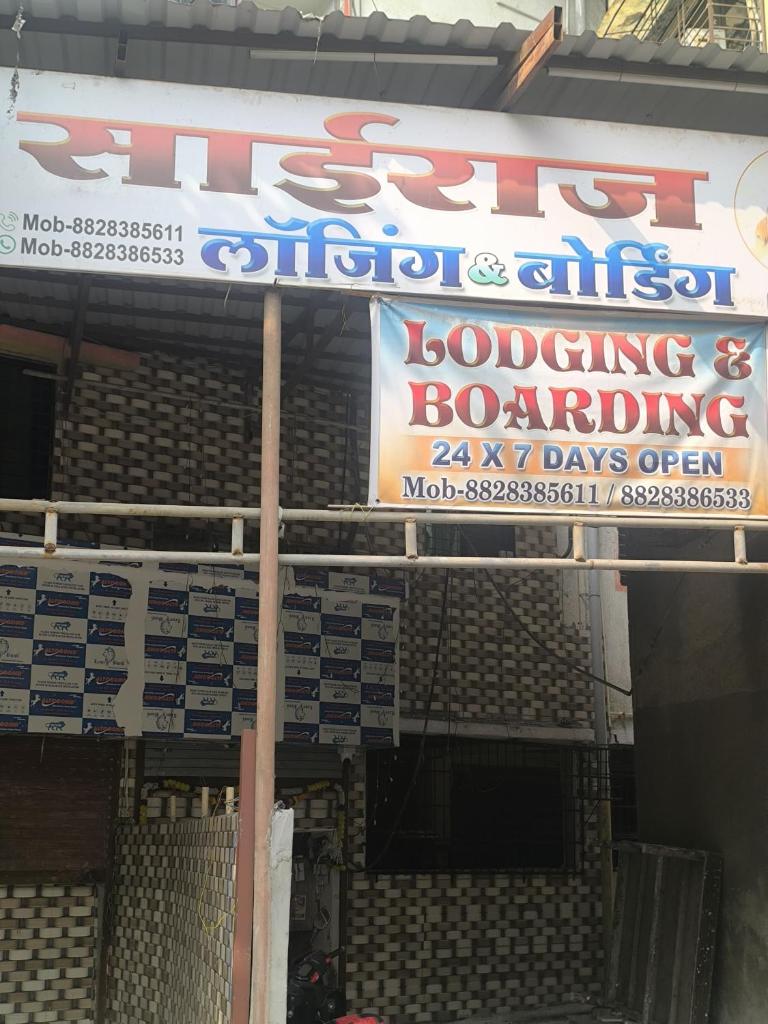 साईराज
Mob-8828385611
Mob-8828386533
लॉजिंग & बोर्डिंग
LODGING &
BOARDING
24 X 7 DAYS OPEN
Mob-8828385611 / 8828386533